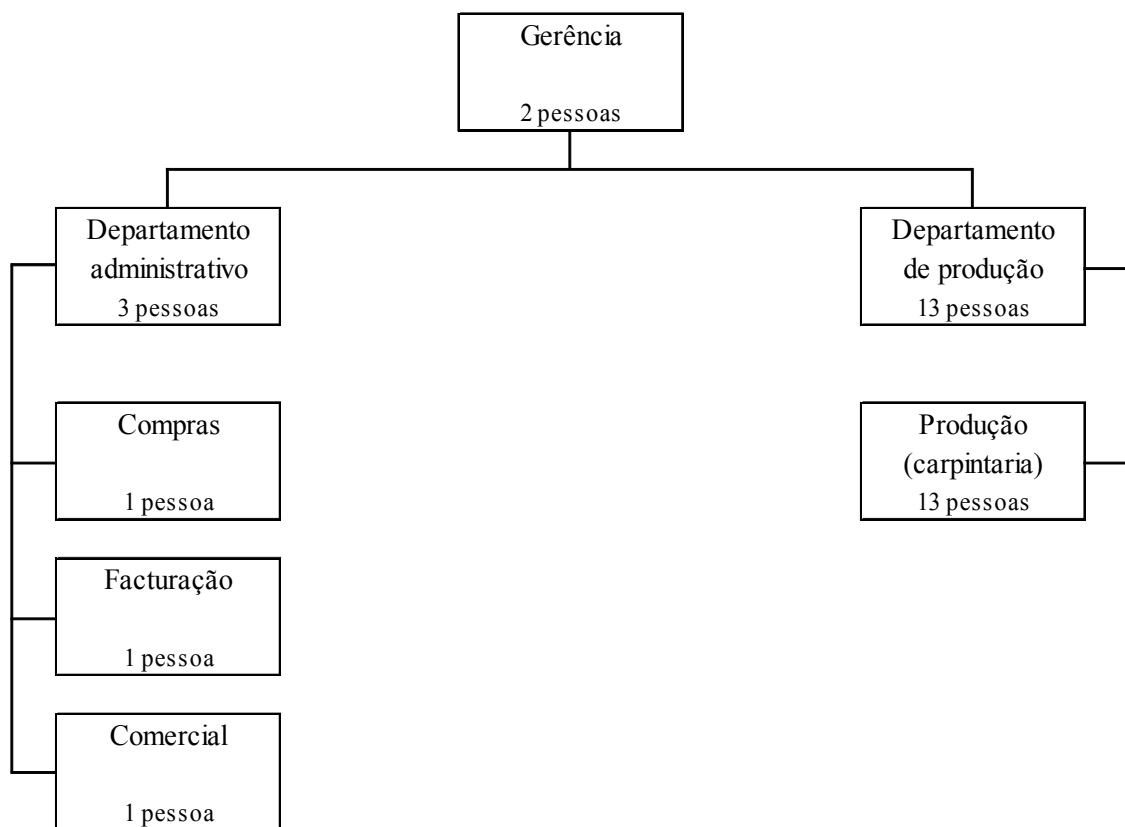 Gerência
2 pessoas
Departamento
administrativo
3 pessoas
Departamento
de produção
13 pessoas
Compras
1 pessoa
Produção
(carpintaria)
13 pessoas
Facturação
1 pessoa
Comercial
1 pessoa